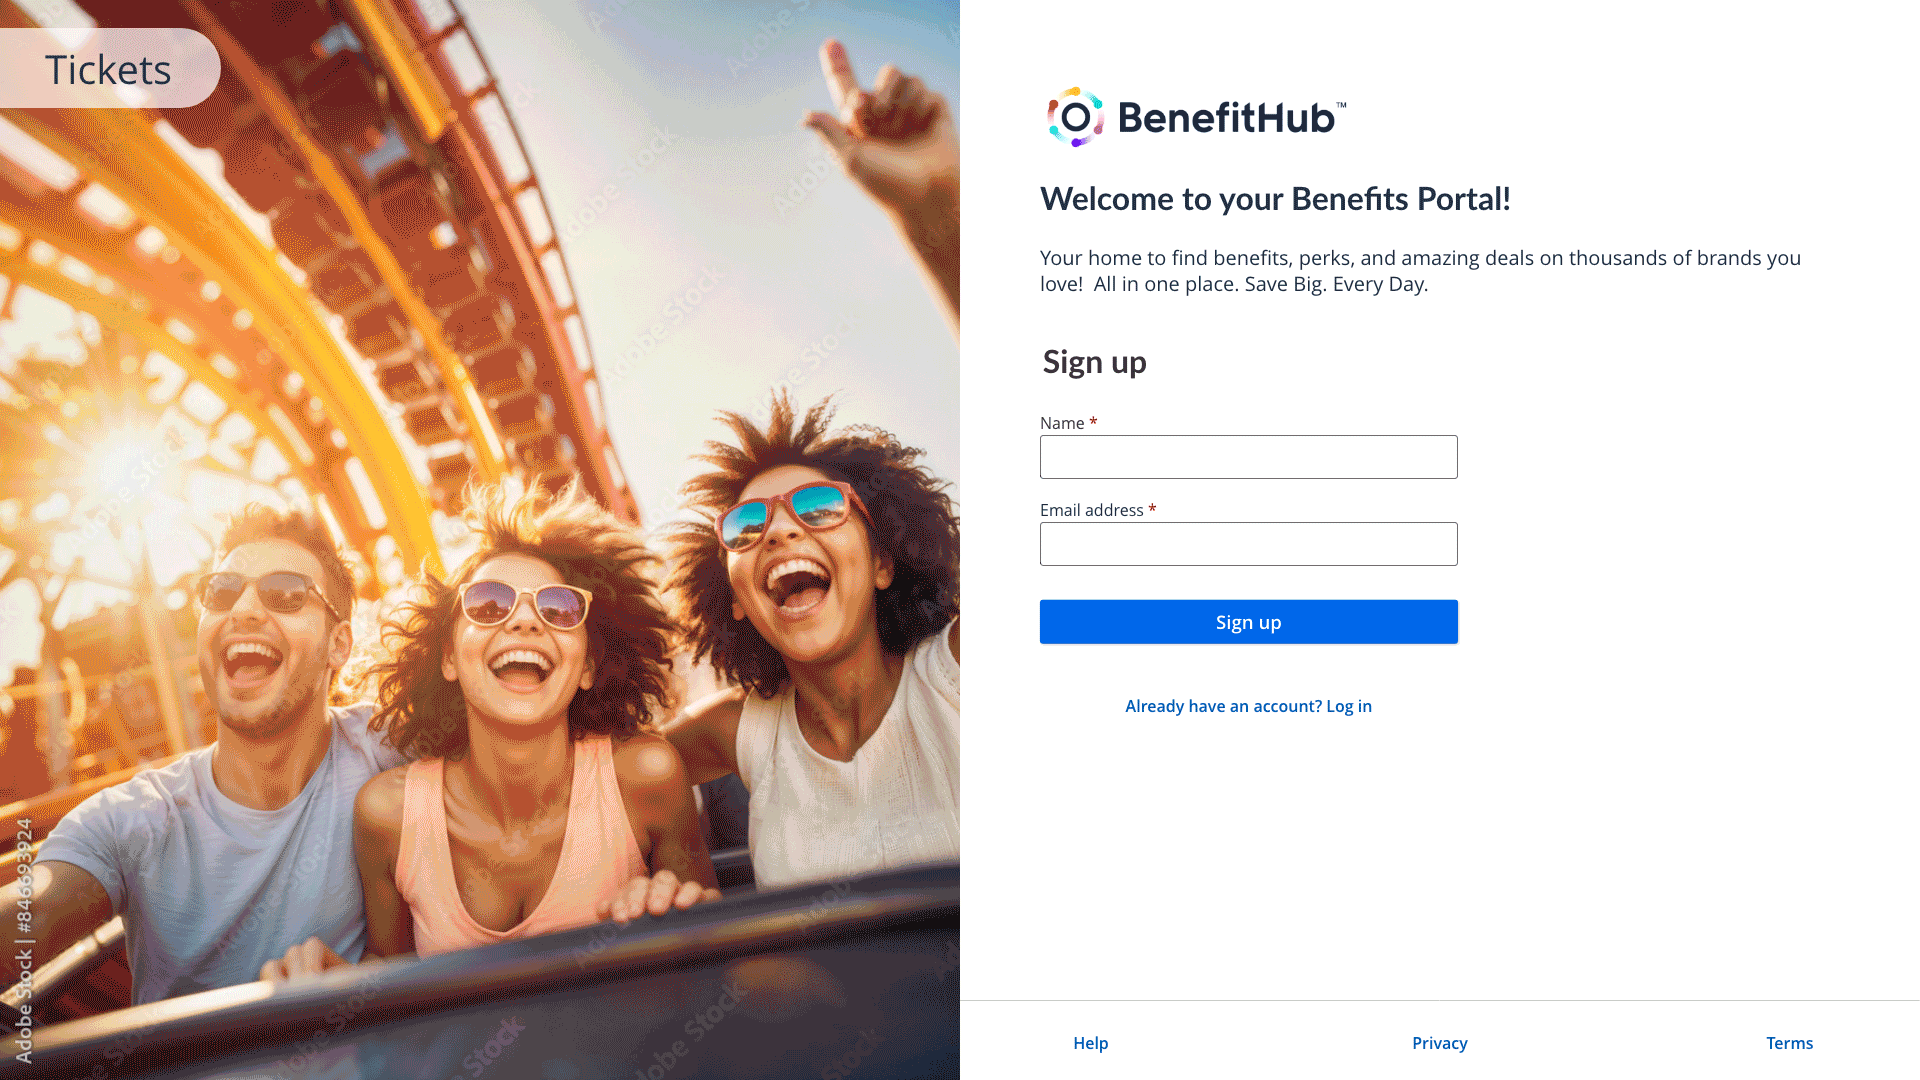 Tickets
Adobe Stock | #846693924
BenefitHub™
Welcome to your Benefits Portal!
Your home to find benefits, perks, and amazing deals on thousands of brands you
love!  All in one place. Save Big. Every Day.
Sign up
Name *
Email address *
Sign up
Already have an account? Log in
Help
Privacy
Terms